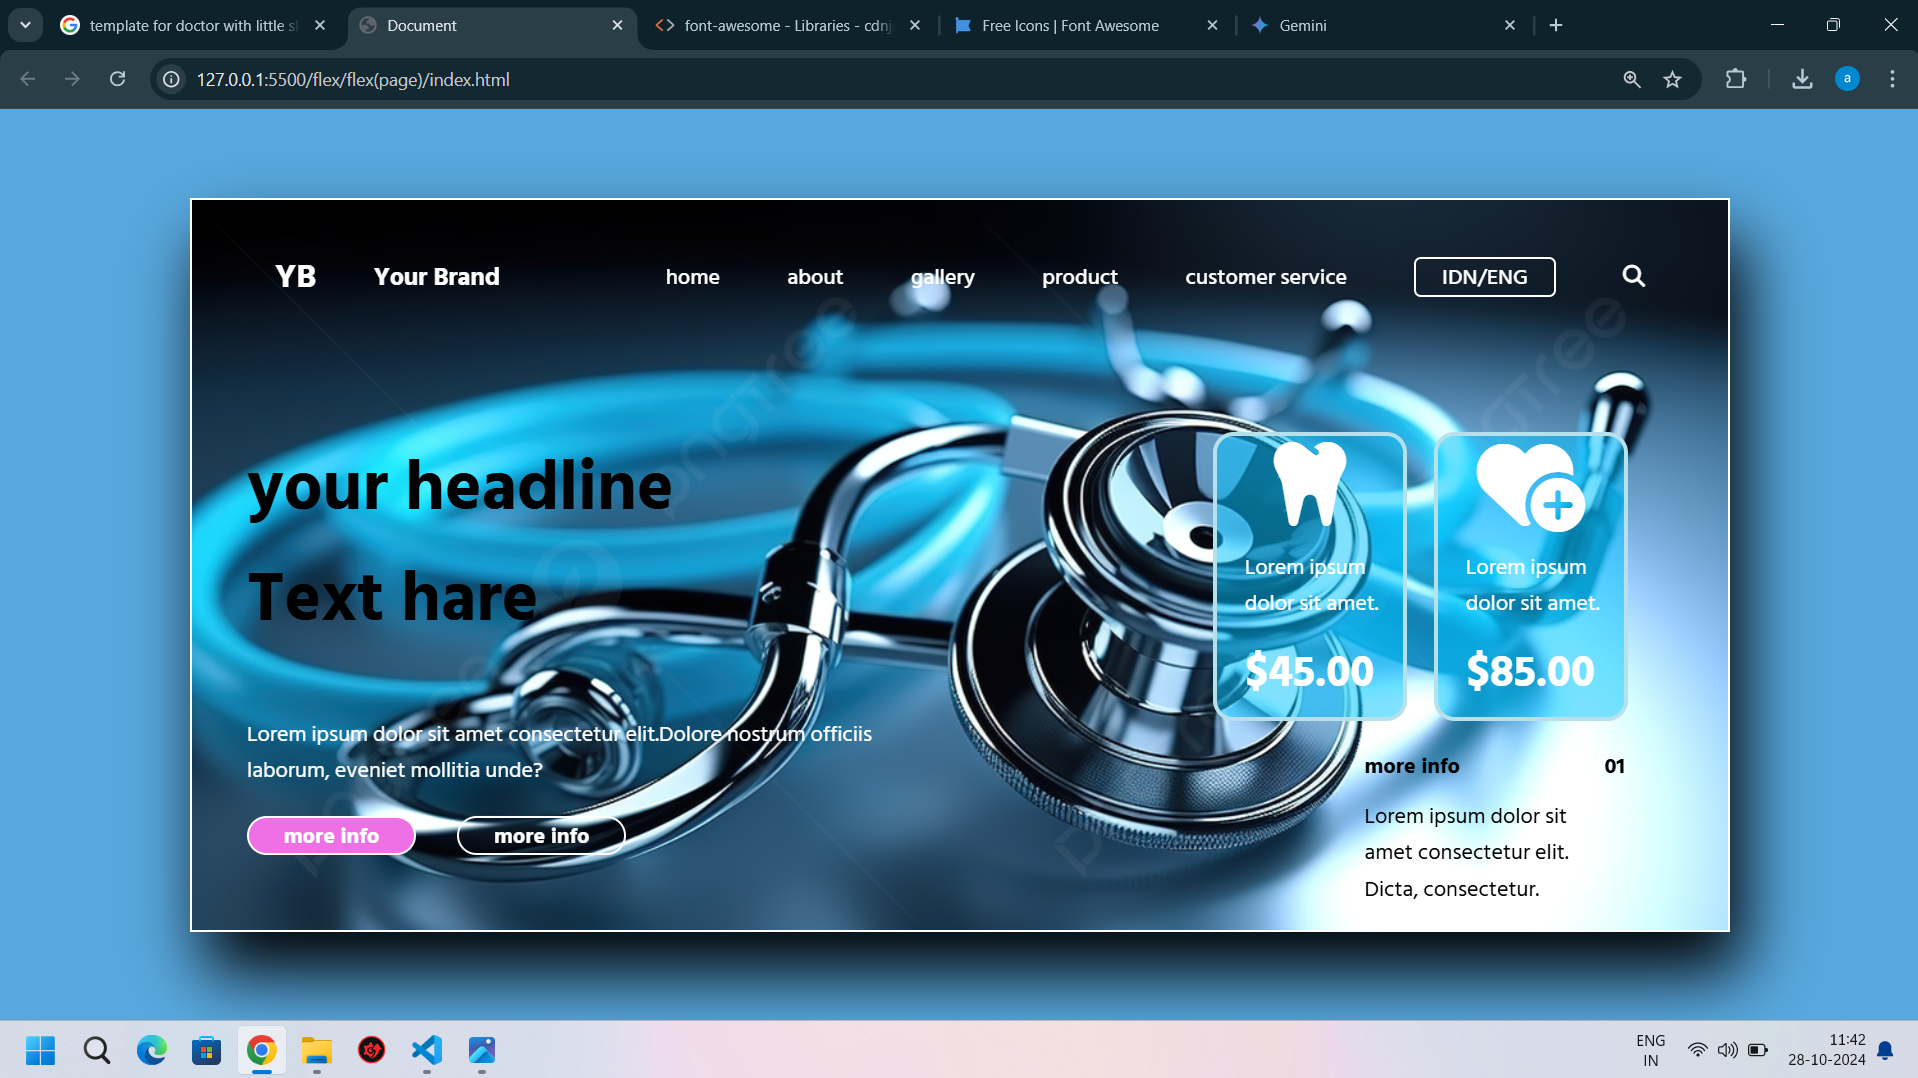 template for doctor with little s
Document
font-awesome - Libraries - cdnj
Free Icons | Font Awesome
Gemini
127.0.0.1:5500/flex/flex(page)/index.html
a
YB
Your Brand
home
about
gallery
product
customer service
IDN/ENG
your headline
Text hare
Lorem ipsum dolor sit amet consectetur elit.Dolore nostrum officiis
laborum, eveniet mollitia unde?
more info
more info
Lorem ipsum
dolor sit amet.
$45.00
Lorem ipsum
dolor sit amet.
$85.00
more info
01
Lorem ipsum dolor sit
amet consectetur elit.
Dicta, consectetur.
pngtree
pngtree
ENG
IN
11:42
28-10-2024